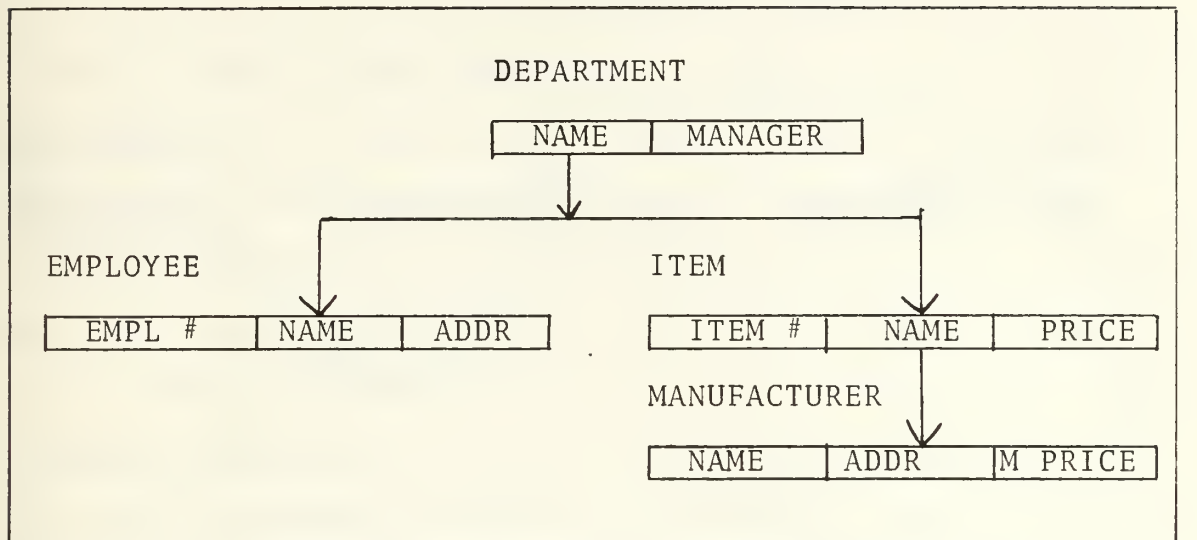 DEPARTMENT
NAME MANAGER
EMPLOYEE
ITEM
EMPL # NAME ADDR
ITEM # NAME PRICE
MANUFACTURER
NAME ADDR M PRICE